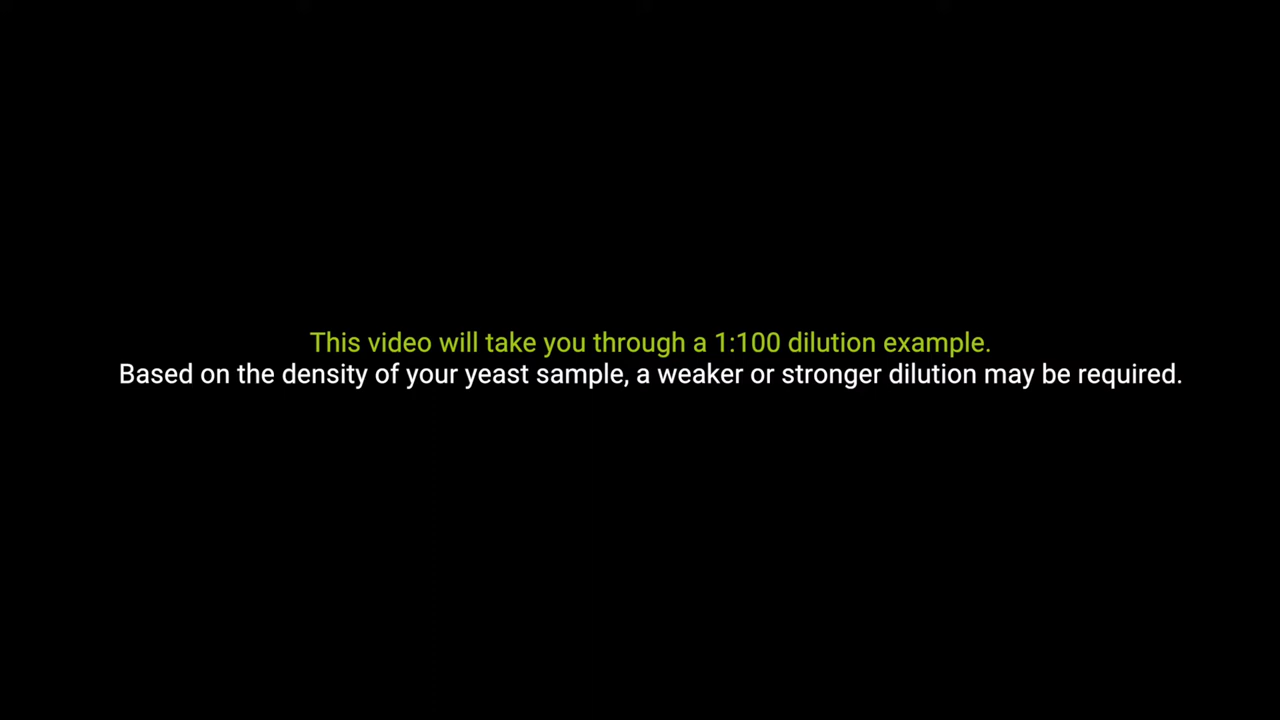 This video will take you through a 1:100 dilution example.
Based on the density of your yeast sample, a weaker or stronger dilution may be required.